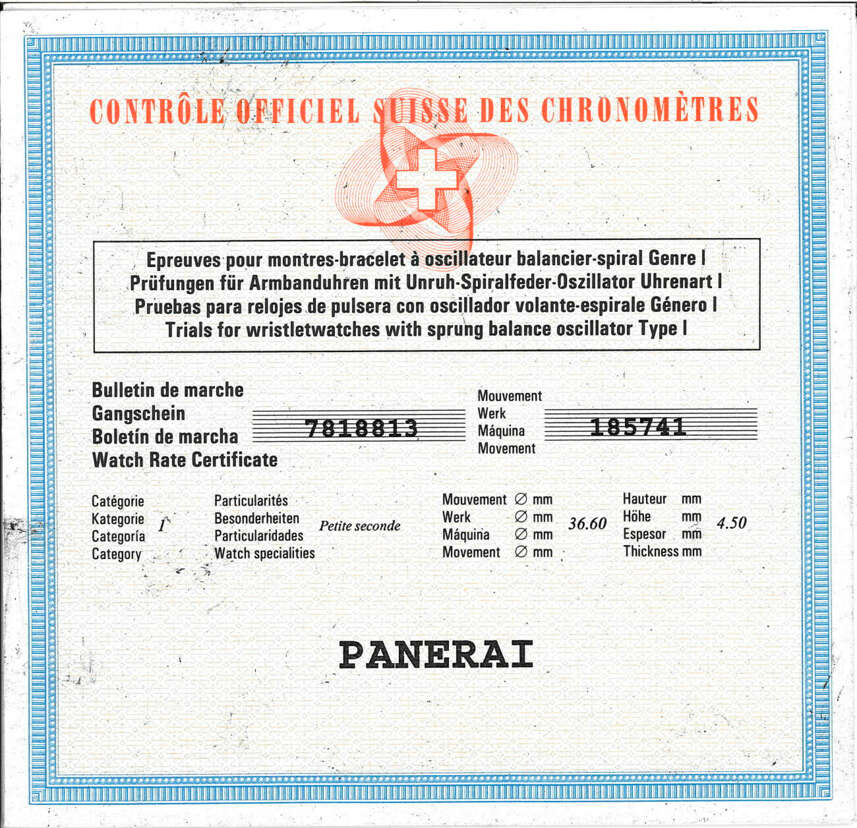 CONTRÔLE OFFICIEL SUISSE DES CHRONOMÈTRES
Epreuves pour montres-bracelet à oscillateur balancier-spiral Genre I
Prüfungen für Armbanduhren mit Unruh-Spiralfeder-Oszillator Uhrenart I
Pruebas para relojes de pulsera con oscillador volante-espirale Género I
Trials for wristletwatches with sprung balance oscillator Type I
Bulletin de marche
Gangschein
Boletín de marcha 7818813
Watch Rate Certificate
Mouvement
Werk
Máquina 185741
Movement
Catégorie
Kategorie 1
Categoría
Category
Particularités
Besonderheiten Petite seconde
Particularidades
Watch specialities
Mouvement ∅ mm
Werk ∅ mm 36.60
Máquina ∅ mm
Movement ∅ mm
Hauteur mm
Höhe mm 4.50
Espesor mm
Thickness mm
PANERAI